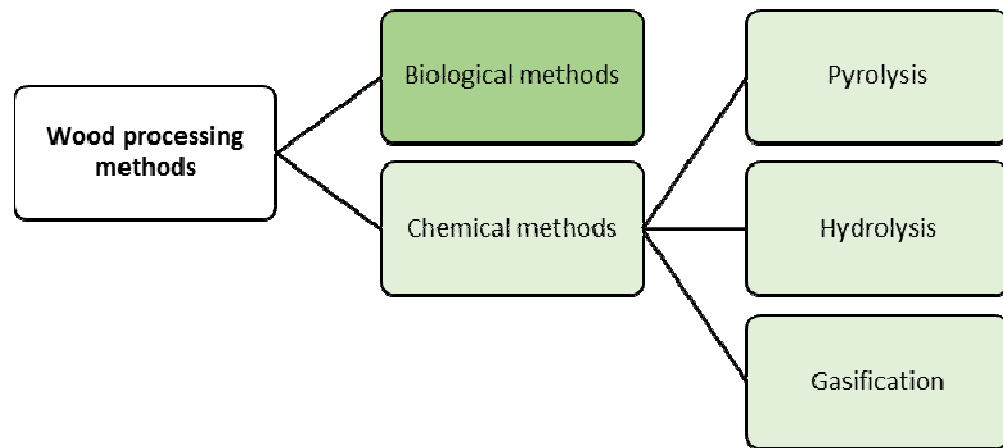 Wood processing
methods
Biological methods
Chemical methods
Pyrolysis
Hydrolysis
Gasification